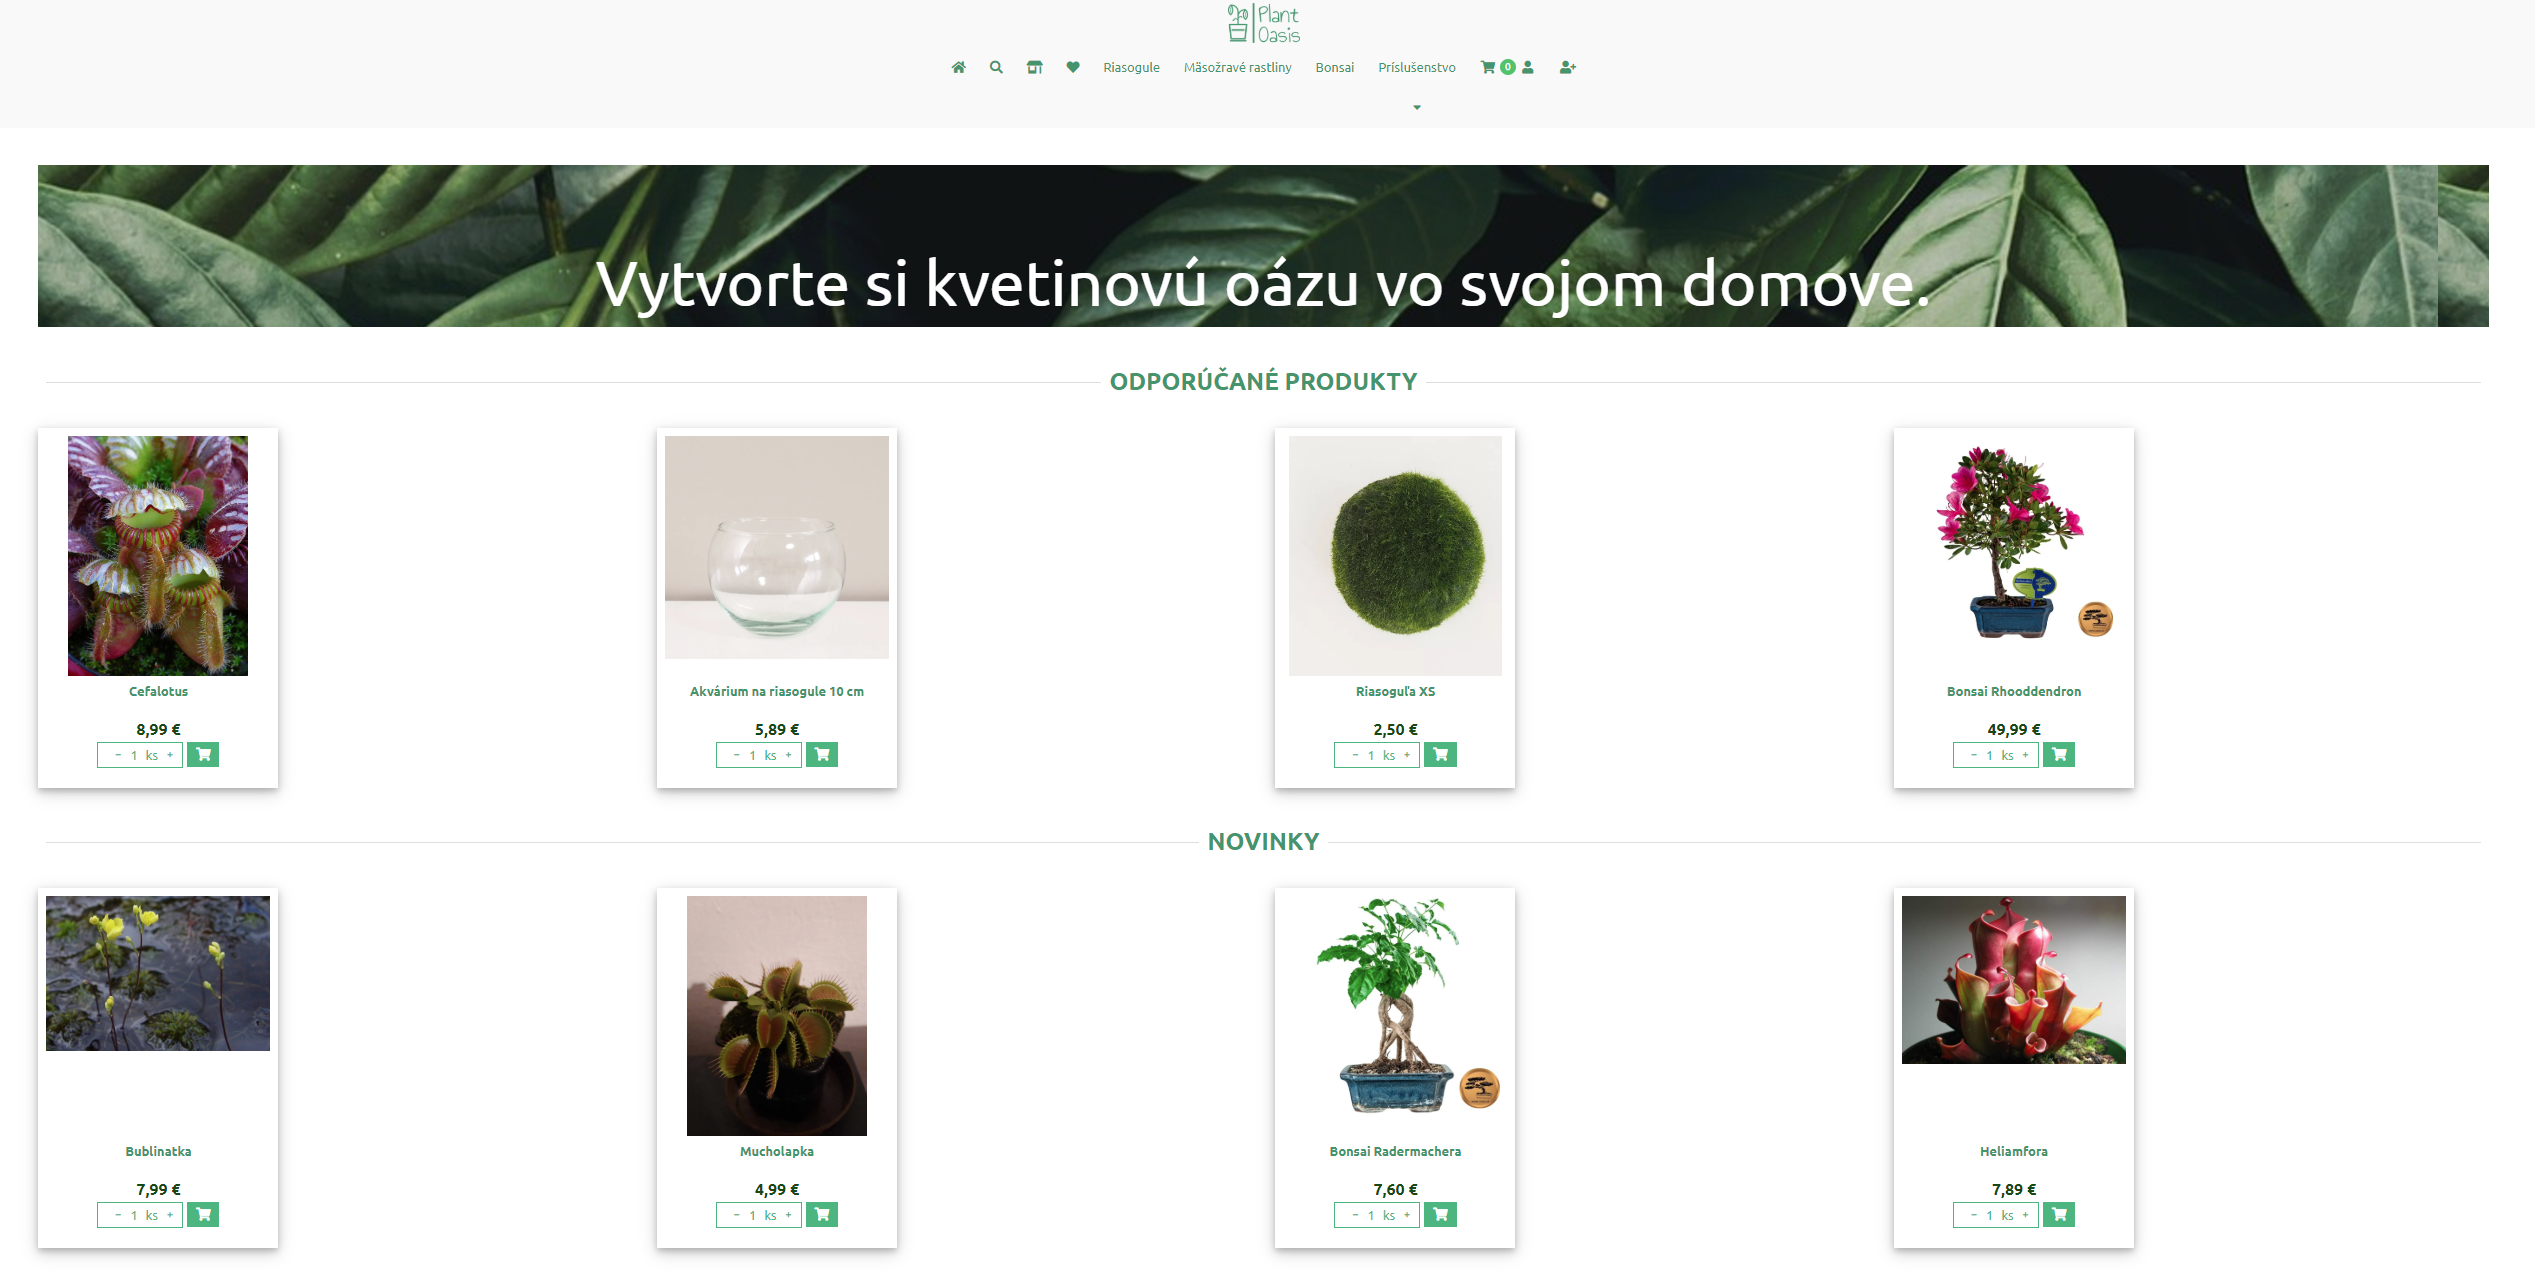 Plant
Oasis
Riasogule Mäsožravé rastliny Bonsai Príslušenstvo 0
Vytvorte si kvetinovú oázu vo svojom domove.
ODPORÚČANÉ PRODUKTY
Cefalotus
8,99 €
− 1 ks +
Akvárium na riasogule 10 cm
5,89 €
− 1 ks +
Riasoguľa XS
2,50 €
− 1 ks +
Bonsai Rhooddendron
49,99 €
− 1 ks +
NOVINKY
Bublinatka
7,99 €
− 1 ks +
Mucholapka
4,99 €
− 1 ks +
Bonsai Radermachera
7,60 €
− 1 ks +
Heliamfora
7,89 €
− 1 ks +